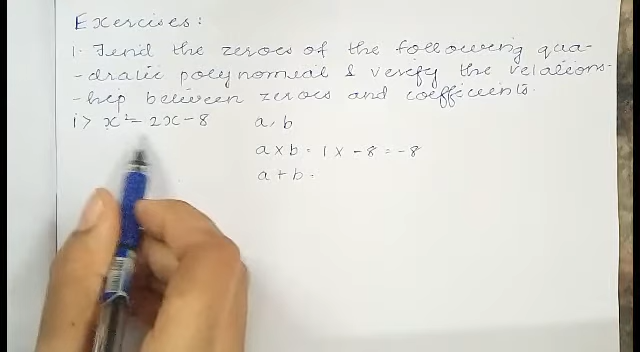 Exercises:
1. Find the zeroes of the following qua-
-dratic polynomial & verify the relations-
-hip between zeroes and coefficients.
i> x² - 2x - 8 a, b
a x b = 1 x - 8 = -8
a + b =